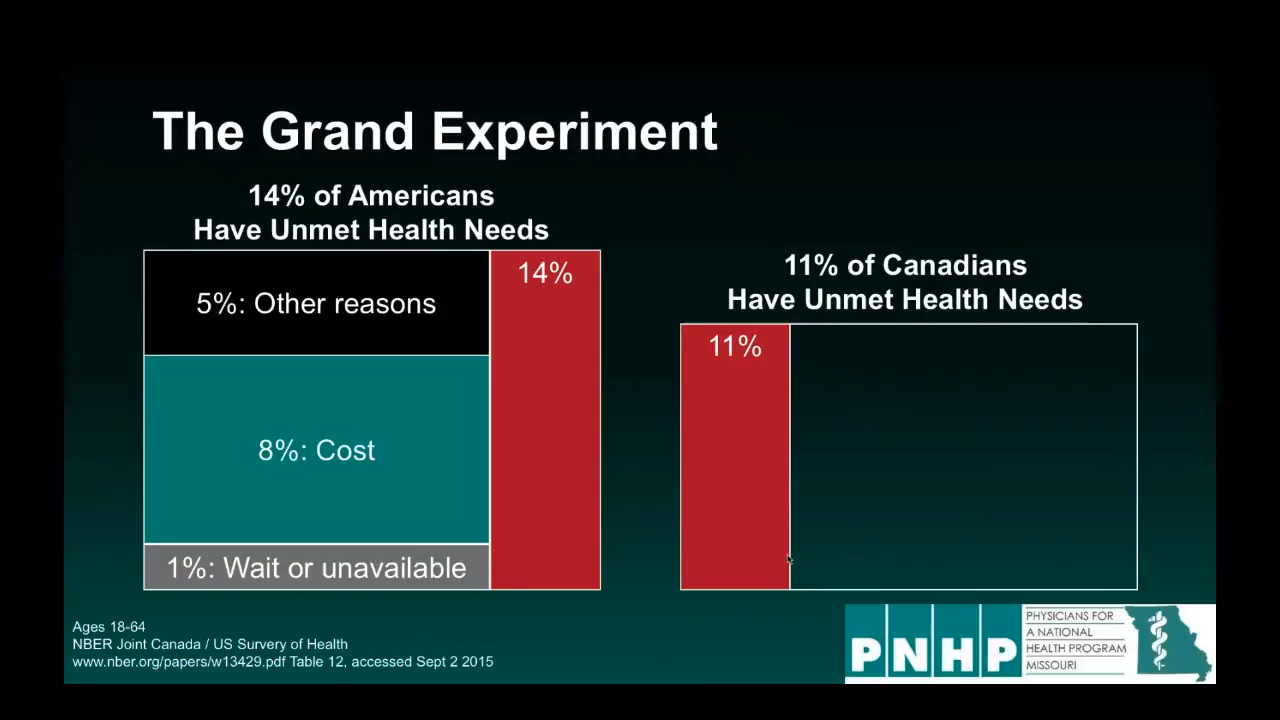 The Grand Experiment
14% of Americans
Have Unmet Health Needs
5%: Other reasons
14%
8%: Cost
1%: Wait or unavailable
11% of Canadians
Have Unmet Health Needs
11%
Ages 18-64
NBER Joint Canada / US Survery of Health
www.nber.org/papers/w13429.pdf Table 12, accessed Sept 2 2015
PNHP
PHYSICIANS FOR
A NATIONAL
HEALTH PROGRAM
MISSOURI